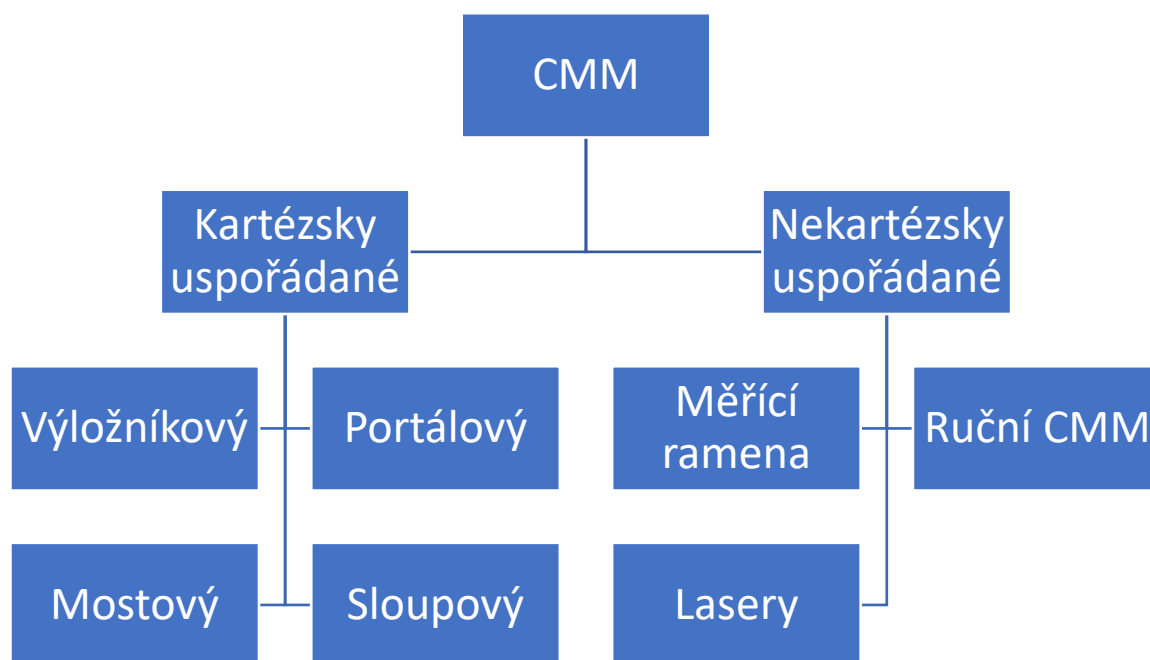 CMM
Kartézsky
uspořádané
Nekartézsky
uspořádané
Výložníkový
Portálový
Měřící
ramena
Ruční CMM
Mostový
Sloupový
Lasery